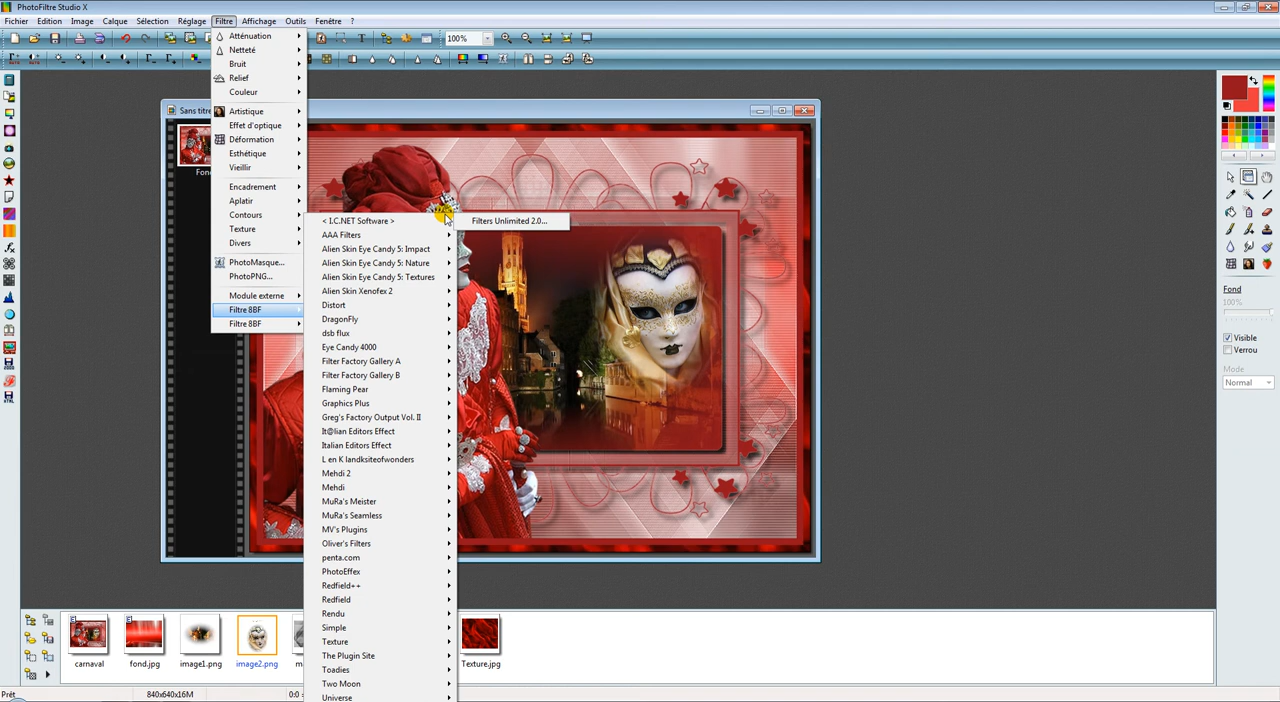 PhotoFiltre Studio X
Fichier Edition Image Calque Sélection Réglage Filtre Affichage Outils Fenêtre ?
100%
Sans titre
Fon
Atténuation
Netteté
Bruit
Relief
Couleur
Artistique
Effet d'optique
Déformation
Esthétique
Vieillir
Encadrement
Aplatir
Contours
Texture
Divers
PhotoMasque...
PhotoPNG...
Module externe
Filtre 8BF
Filtre 8BF
< I.C.NET Software >
AAA Filters
Alien Skin Eye Candy 5: Impact
Alien Skin Eye Candy 5: Nature
Alien Skin Eye Candy 5: Textures
Alien Skin Xenofex 2
Distort
DragonFly
dsb flux
Eye Candy 4000
Filter Factory Gallery A
Filter Factory Gallery B
Flaming Pear
Graphics Plus
Greg's Factory Output Vol. II
It@lian Editors Effect
Italian Editors Effect
L en K landksiteofwonders
Mehdi 2
Mehdi
MuRa's Meister
MuRa's Seamless
MV's Plugins
Oliver's Filters
penta.com
PhotoEffex
Redfield++
Redfield
Rendu
Simple
Texture
The Plugin Site
Toadies
Two Moon
Universe
Filters Unlimited 2.0...
Fond
100%
Visible
Verrou
Mode
Normal
carnaval fond.jpg image1.png image2.png Texture.jpg
Prêt 840x640x16M